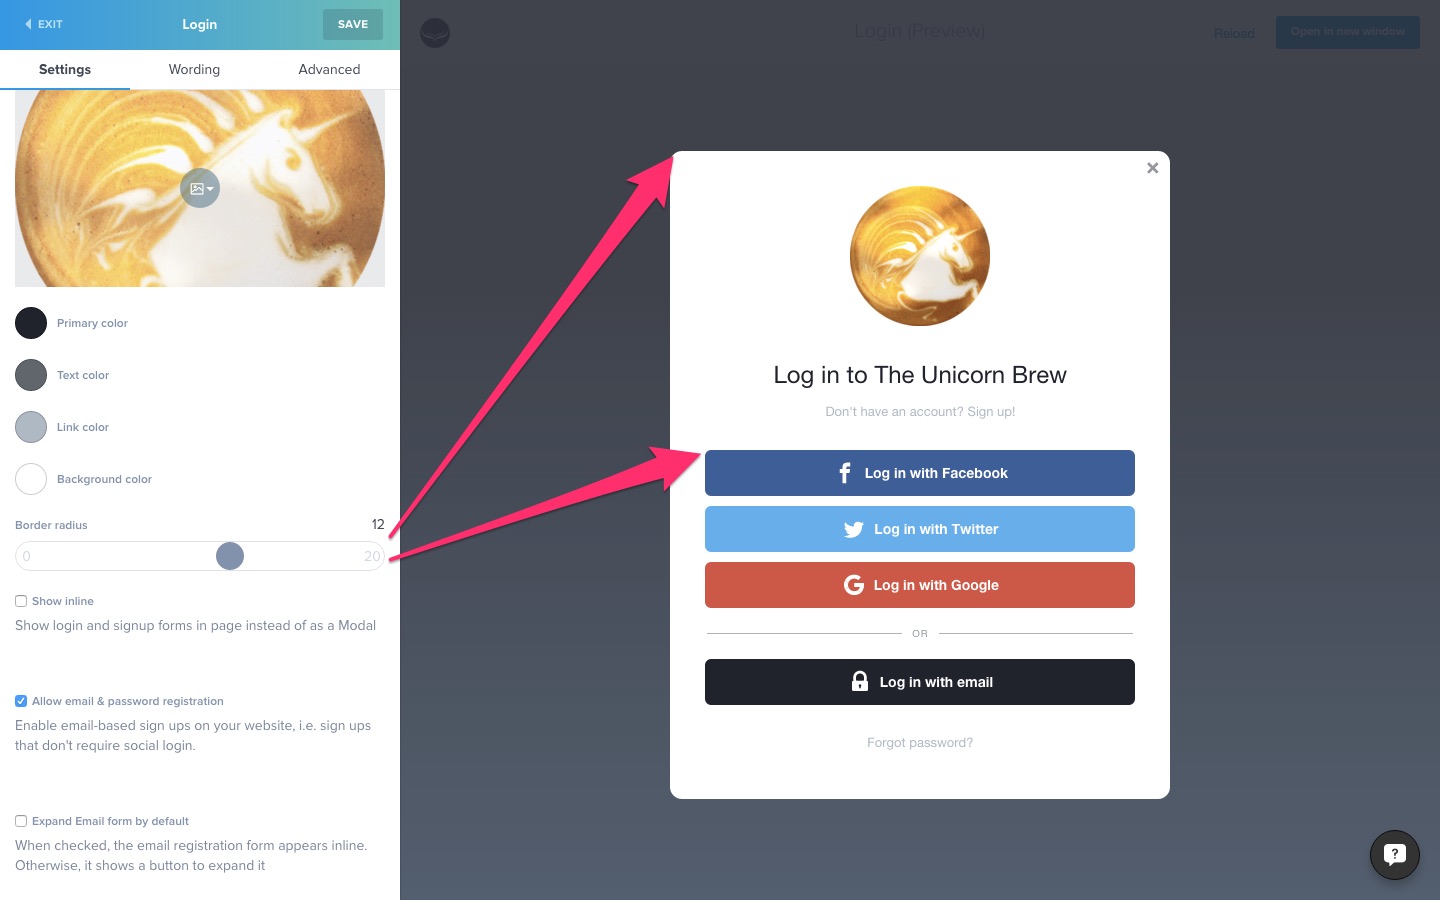 EXIT
Login
SAVE
Settings
Wording
Advanced
Primary color
Text color
Link color
Background color
Border radius
12
0
20
Show inline
Show login and signup forms in page instead of as a Modal
Allow email & password registration
Enable email-based sign ups on your website, i.e. sign ups
that don't require social login.
Expand Email form by default
When checked, the email registration form appears inline.
Otherwise, it shows a button to expand it
Login (Preview)
Reload
Open in new window
Log in to The Unicorn Brew
Don't have an account? Sign up!
Log in with Facebook
Log in with Twitter
Log in with Google
OR
Log in with email
Forgot password?